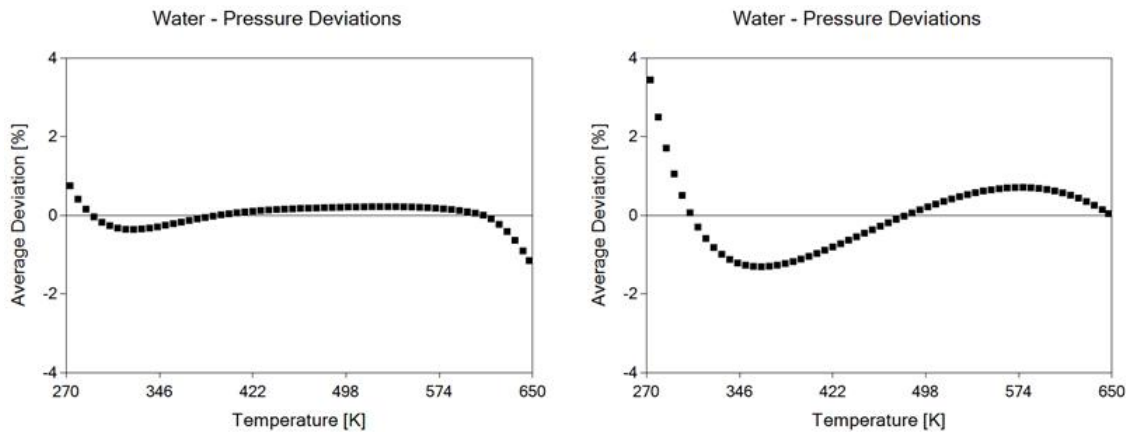 Water - Pressure Deviations
4
2
0
-2
-4
Average Deviation [%]
270 346 422 498 574 650
Temperature [K]
Water - Pressure Deviations
4
2
0
-2
-4
Average Deviation [%]
270 346 422 498 574 650
Temperature [K]